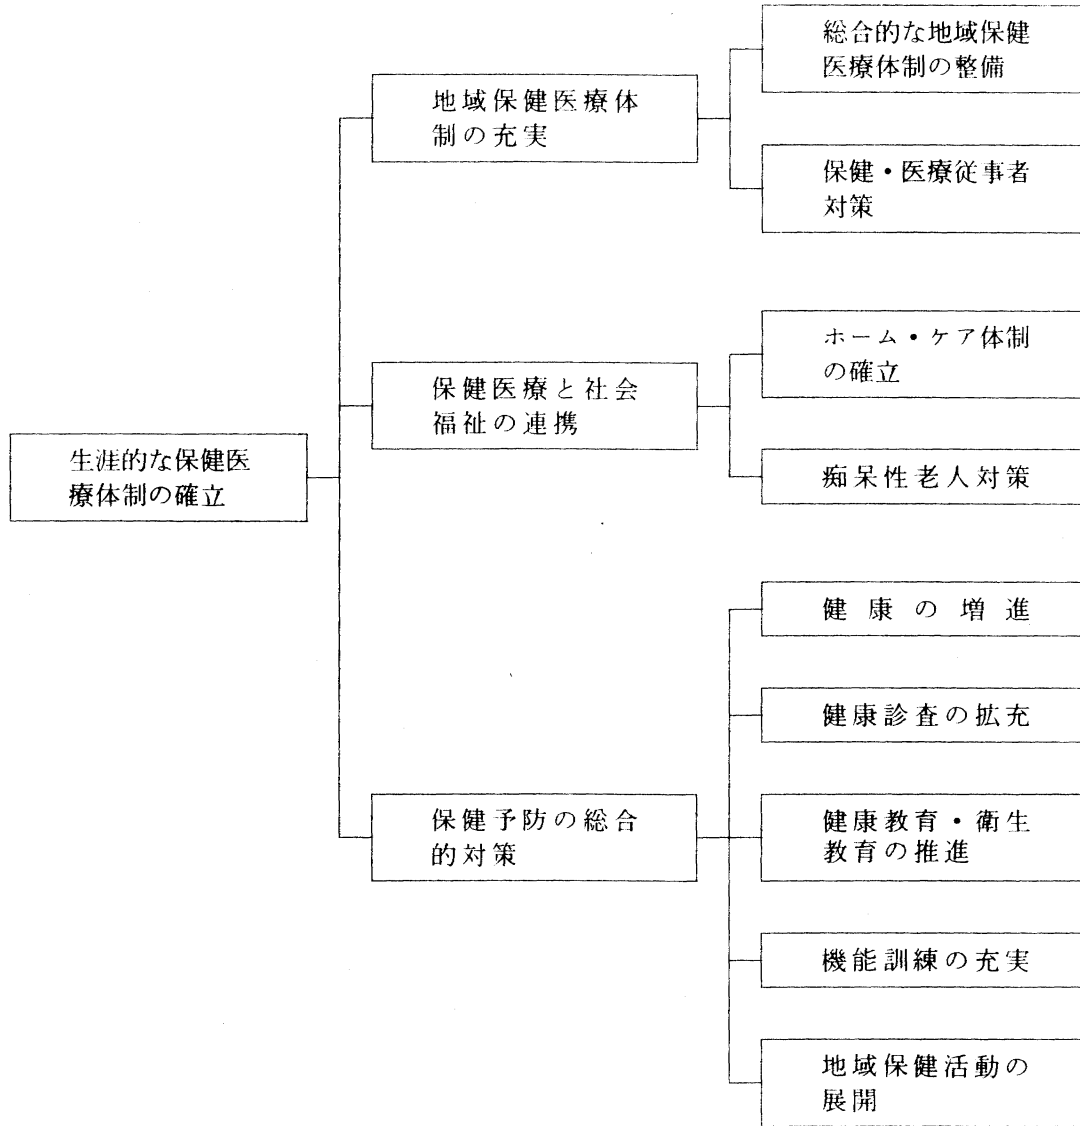 総合的な地域保健
医療体制の整備
地域保健医療体
制の充実
保健・医療従事者
対策
ホーム・ケア体制
の確立
保健医療と社会
福祉の連携
生涯的な保健医
療体制の確立
痴呆性老人対策
健康の増進
健康診査の拡充
保健予防の総合
的対策
健康教育・衛生
教育の推進
機能訓練の充実
地域保健活動の
展開